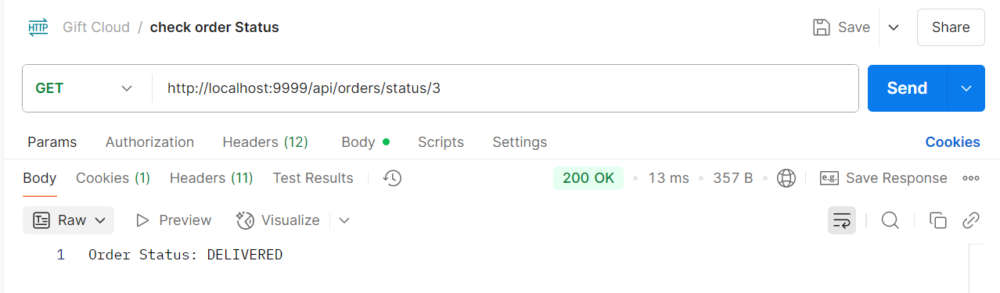 HTTP Gift Cloud / check order Status Save Share
GET http://localhost:9999/api/orders/status/3 Send
Params Authorization Headers (12) Body Scripts Settings Cookies
Body Cookies (1) Headers (11) Test Results 200 OK 13 ms 357 B e.g. Save Response
Raw Preview Visualize
1 Order Status: DELIVERED